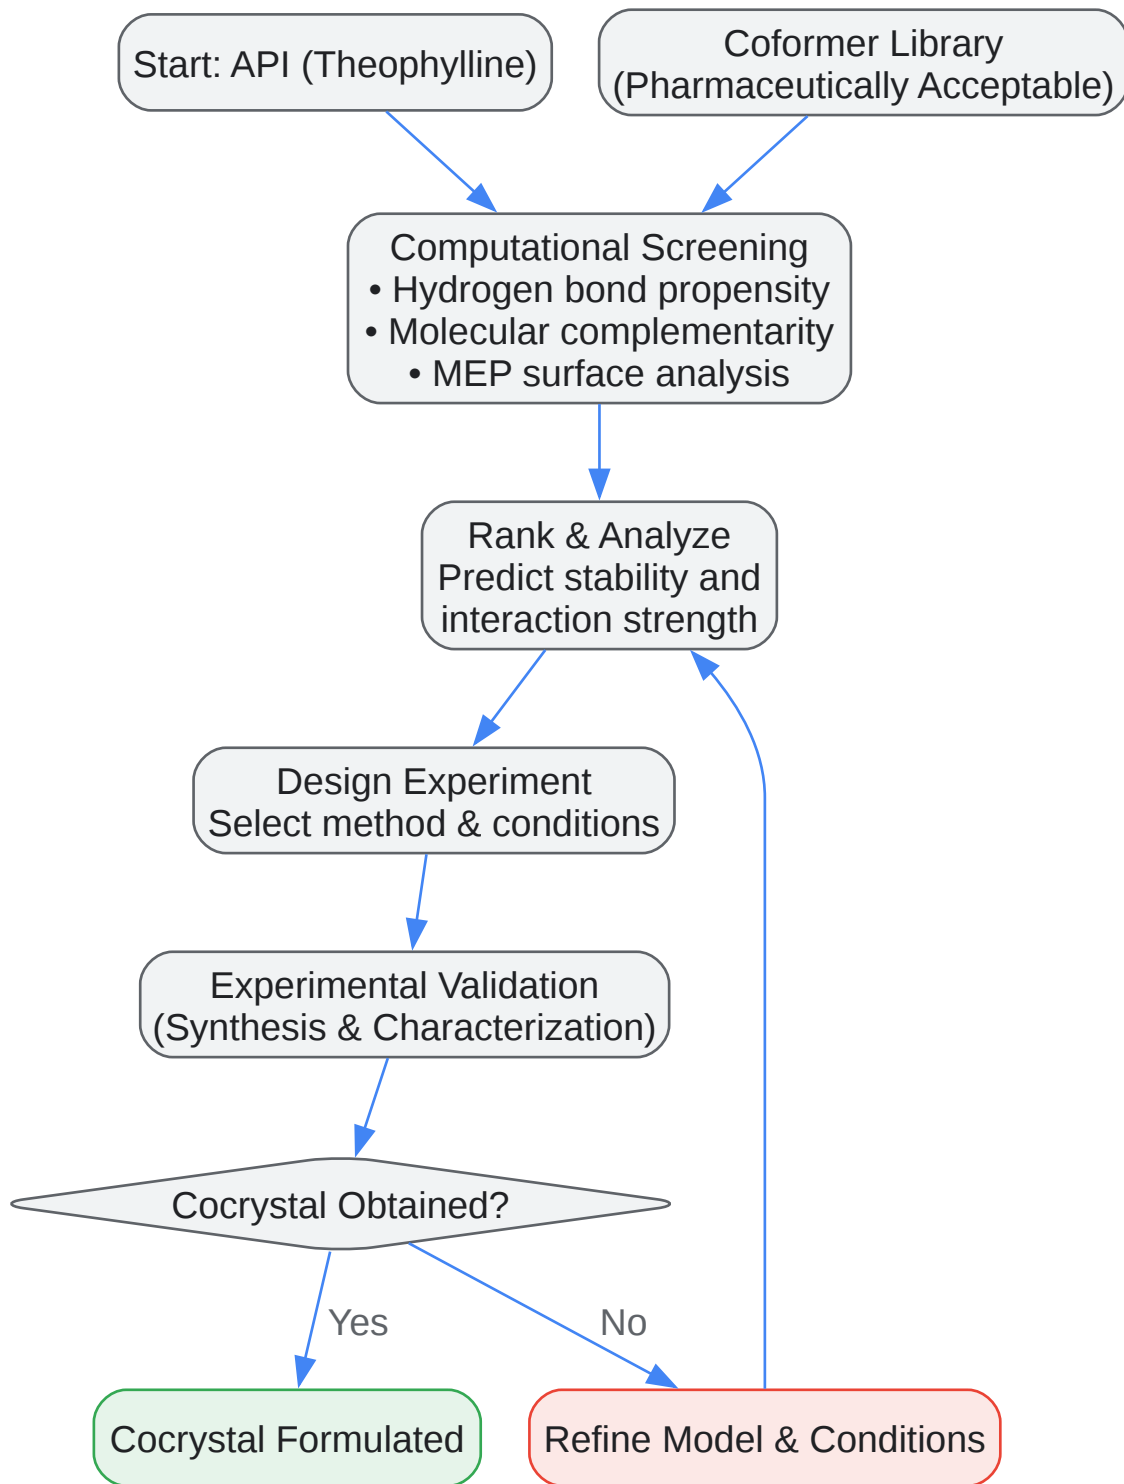 Start: API (Theophylline)
Coformer Library
(Pharmaceutically Acceptable)
Computational Screening
• Hydrogen bond propensity
• Molecular complementarity
• MEP surface analysis
Rank & Analyze
Predict stability and
interaction strength
Design Experiment
Select method & conditions
Experimental Validation
(Synthesis & Characterization)
Cocrystal Obtained?
Yes
No
Cocrystal Formulated
Refine Model & Conditions